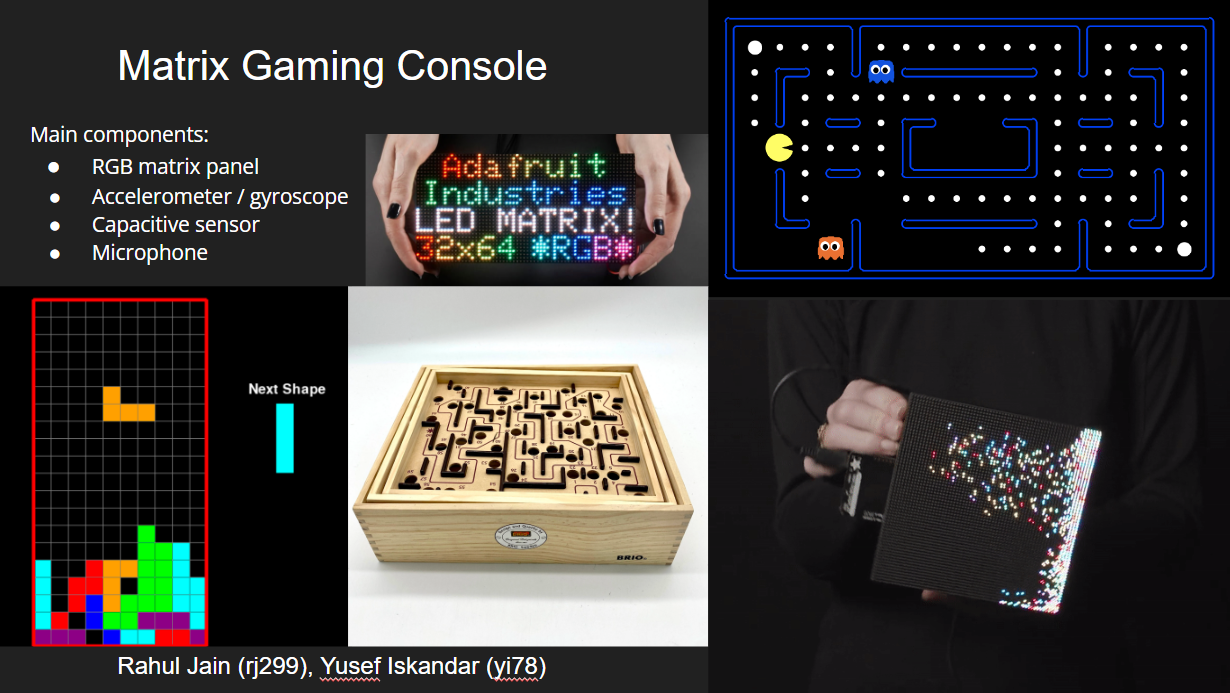 Matrix Gaming Console
Main components:
● RGB matrix panel
● Accelerometer / gyroscope
● Capacitive sensor
● Microphone
Adafruit
Industries
LED MATRIX!
32x64 *RGB*
Next Shape
BRIO
Rahul Jain (rj299), Yusef Iskandar (yi78)